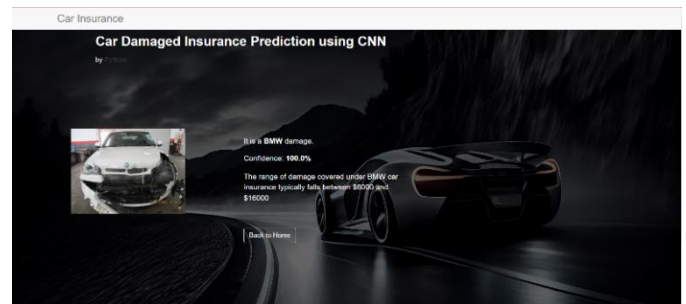 Car Insurance
Car Damaged Insurance Prediction using CNN
by
It is a BMW damage.
Confidence: 100.0%
The range of damage covered under BMW car
insurance typically falls between $8000 and
$16000
Back to Home